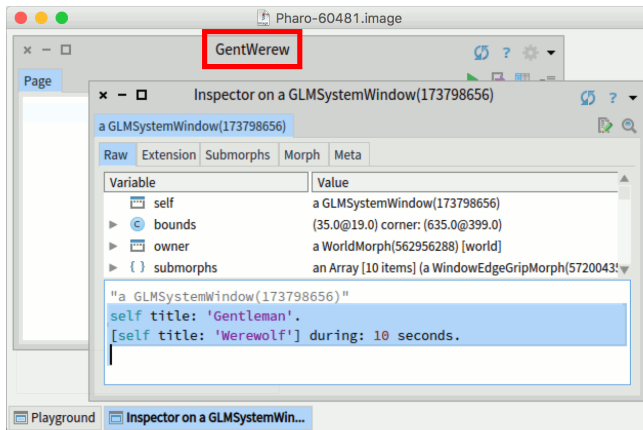 Pharo-60481.image
GentWerew
Page
Inspector on a GLMSystemWindow(173798656)
a GLMSystemWindow(173798656)
Raw Extension Submorphs Morph Meta
Variable Value
self a GLMSystemWindow(173798656)
bounds (35.0@19.0) corner: (635.0@399.0)
owner a WorldMorph(562956288) [world]
submorphs an Array [10 items] (a WindowEdgeGripMorph(5720043
"a GLMSystemWindow(173798656)"
self title: 'Gentleman'.
[self title: 'Werewolf'] during: 10 seconds.
Playground Inspector on a GLMSystemWin...